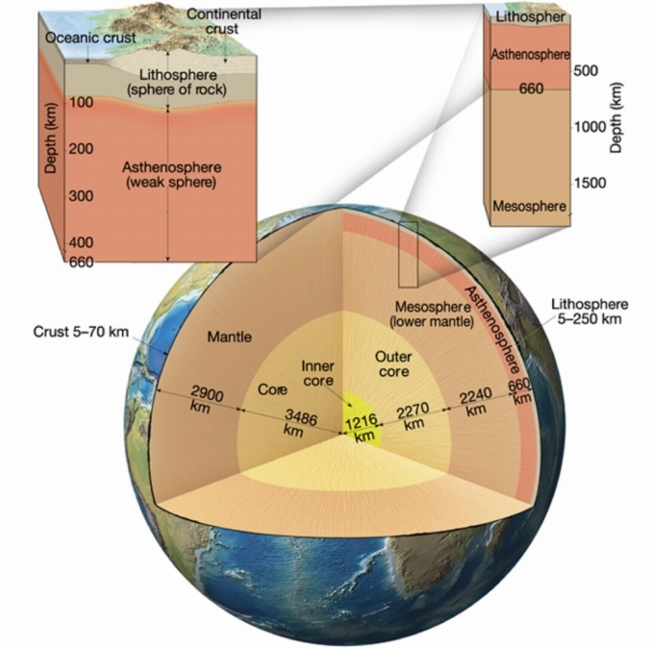 Oceanic crust
Continental
crust
Lithosphere
(sphere of rock)
Asthenosphere
(weak sphere)
Depth (km)
100
200
300
400
660
Lithospher
Asthenosphere
660
Mesosphere
500
1000
1500
Depth (km)
Crust 5–70 km
Mantle
Core
Inner
core
Outer
core
Mesosphere
(lower mantle)
Asthenosphere
Lithosphere
5–250 km
2900
km
3486
km
1216
km
2270
km
2240
km
660
km